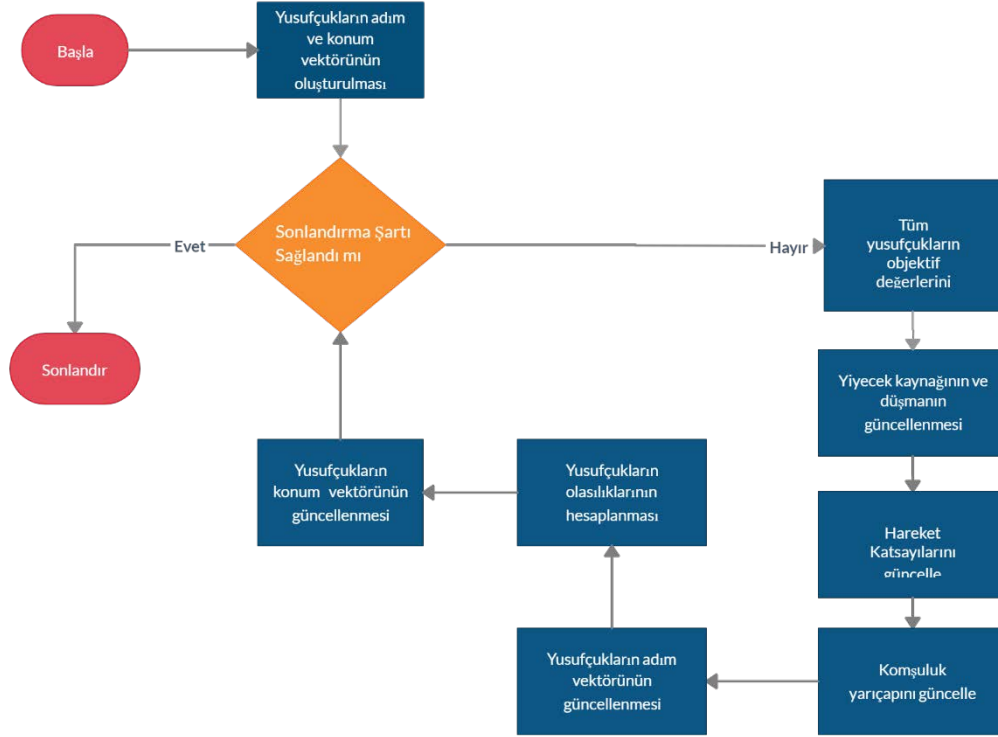 Başla
Yusufçukların adım
ve konum
vektörünün
oluşturulması
Sonlandırma Şartı
Sağlandı mı
Evet
Hayır
Sonlandır
Tüm
yusufçukların
objektif
değerlerini
Yiyecek kaynağının ve
düşmanın
güncellenmesi
Hareket
Katsayılarını
güncelle
Komşuluk
yarıçapını güncelle
Yusufçukların adım
vektörünün
güncellenmesi
Yusufçukların
olasılıklarının
hesaplanması
Yusufçukların
konum vektörünün
güncellenmesi